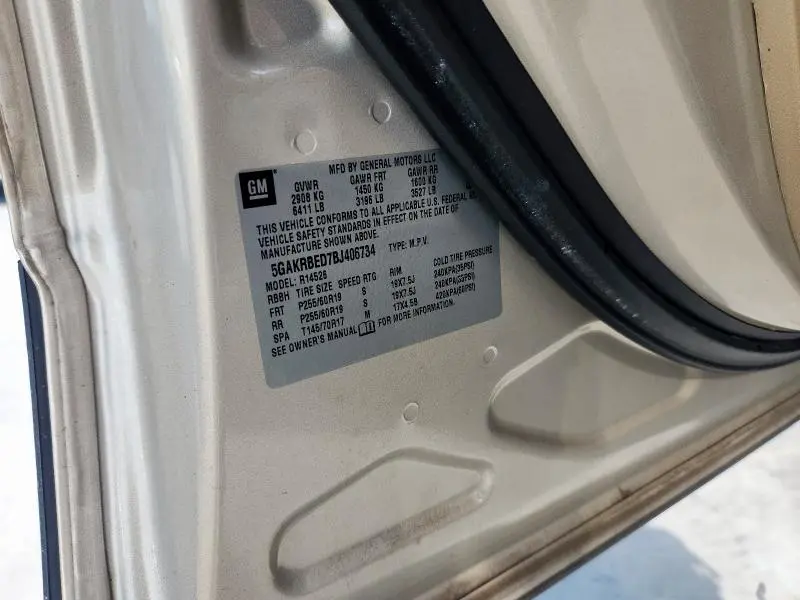 GM
MFD BY GENERAL MOTORS LLC
GVWR GAWR FRT GAWR RR
2908 KG 1450 KG 1600 KG
6411 LB 3196 LB 3527 LB
THIS VEHICLE CONFORMS TO ALL APPLICABLE U.S. FEDERAL
VEHICLE SAFETY STANDARDS IN EFFECT ON THE DATE OF
MANUFACTURE SHOWN ABOVE.
5GAKRBED7BJ406734 TYPE: M.P.V.
MODEL: R14526
RBBH TIRE SIZE SPEED RTG RIM COLD TIRE PRESSURE
FRT P255/60R19 S 19X7.5J 240KPA(35PSI)
RR P255/60R19 S 19X7.5J 240KPA(35PSI)
SPA T145/70R17 M 17X4.5B 420KPA(60PSI)
SEE OWNER'S MANUAL FOR MORE INFORMATION.